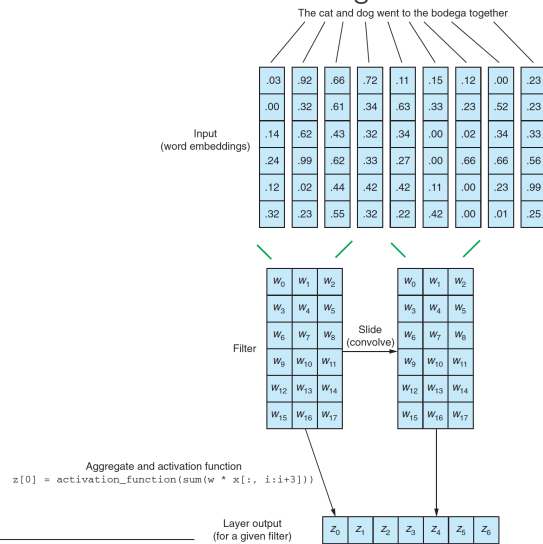 The cat and dog went to the bodega together
.03 .92 .66 .72 .11 .15 .12 .00 .23
.00 .32 .61 .34 .63 .33 .23 .52 .23
Input
(word embeddings)
.14 .62 .43 .32 .34 .00 .02 .34 .33
.24 .99 .62 .33 .27 .00 .66 .66 .56
.12 .02 .44 .42 .42 .11 .00 .23 .99
.32 .23 .55 .32 .22 .42 .00 .01 .25
w0 w1 w2 w0 w1 w2
w3 w4 w5 w3 w4 w5
w6 w7 w8 w6 w7 w8
Slide
(convolve)
Filter
w9 w10 w11 w9 w10 w11
w12 w13 w14 w12 w13 w14
w15 w16 w17 w15 w16 w17
Aggregate and activation function
z[0] = activation_function(sum(w * x[:, i:i+3]))
Layer output
(for a given filter)
z0 z1 z2 z3 z4 z5 z6